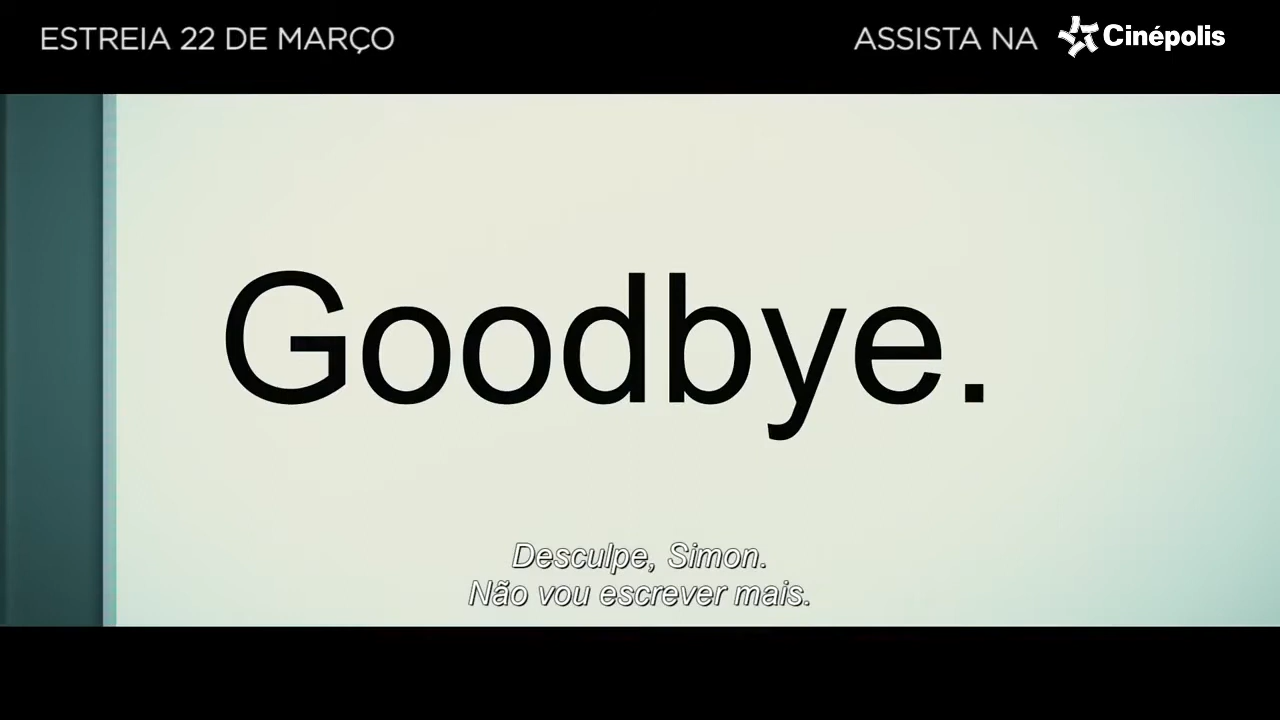 ESTREIA 22 DE MARÇO
ASSISTA NA Cinépolis
Goodbye.
Desculpe, Simon.
Não vou escrever mais.